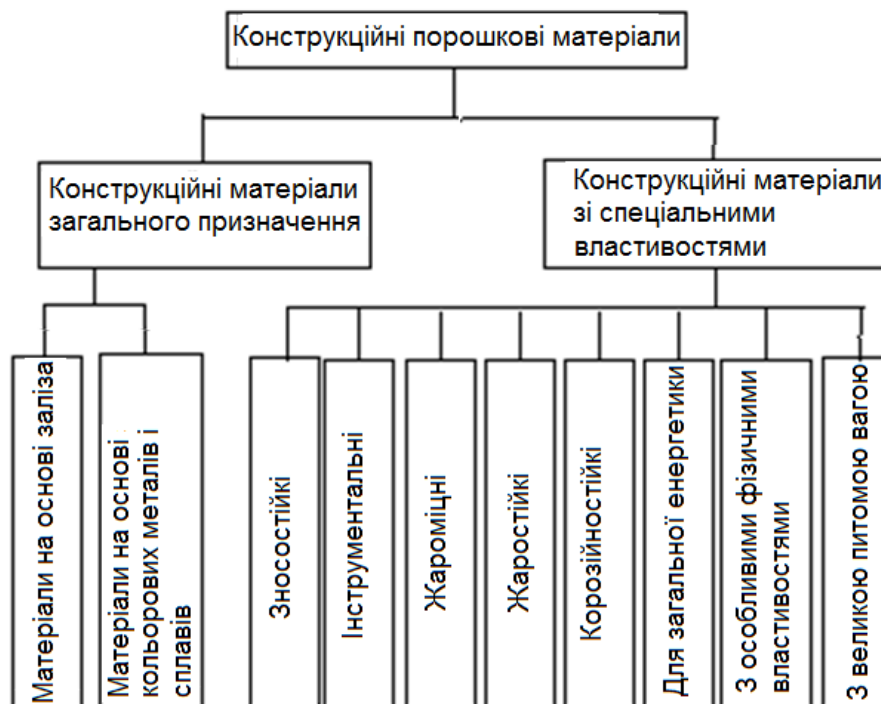 Конструкційні порошкові матеріали
Конструкційні матеріали
загального призначення
Конструкційні матеріали
зі спеціальними
властивостями
Матеріали на основі заліза
Матеріали на основі
кольорових металів і
сплавів
Зносостійкі
Інструментальні
Жароміцні
Жаростійкі
Корозійностійкі
Для загальної енергетики
З особливими фізичними
властивостями
З великою питомою вагою